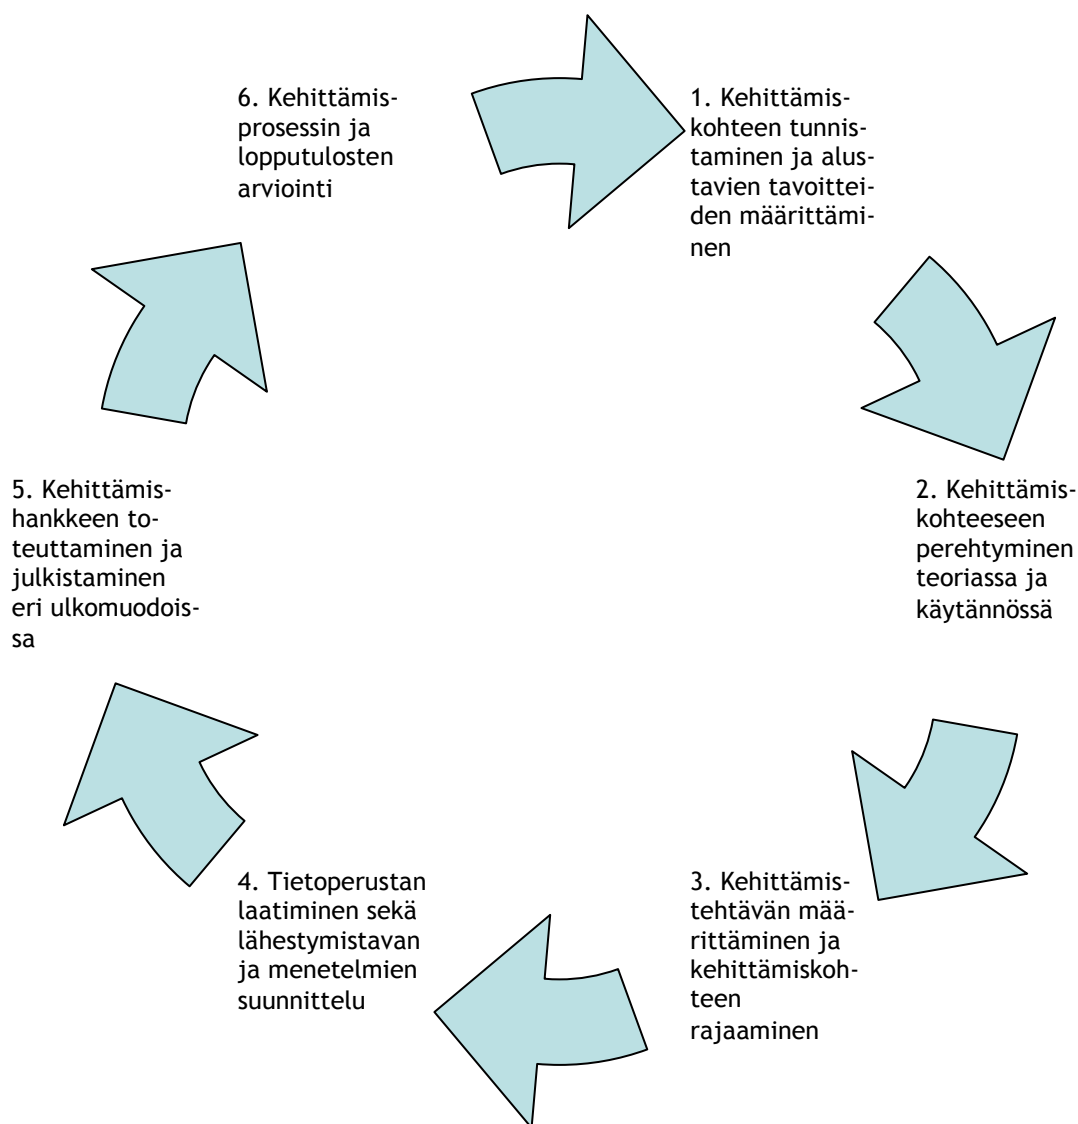 1. Kehittämis-
kohteen tunnis-
taminen ja alus-
tavien tavoittei-
den määrittämi-
nen
2. Kehittämis-
kohteeseen
perehtyminen
teoriassa ja
käytännössä
3. Kehittämis-
tehtävän mää-
rittäminen ja
kehittämiskoh-
teen
rajaaminen
4. Tietoperustan
laatiminen sekä
lähestymistavan
ja menetelmien
suunnittelu
5. Kehittämis-
hankkeen to-
teuttaminen ja
julkistaminen
eri ulkomuodois-
sa
6. Kehittämis-
prosessin ja
lopputulosten
arviointi